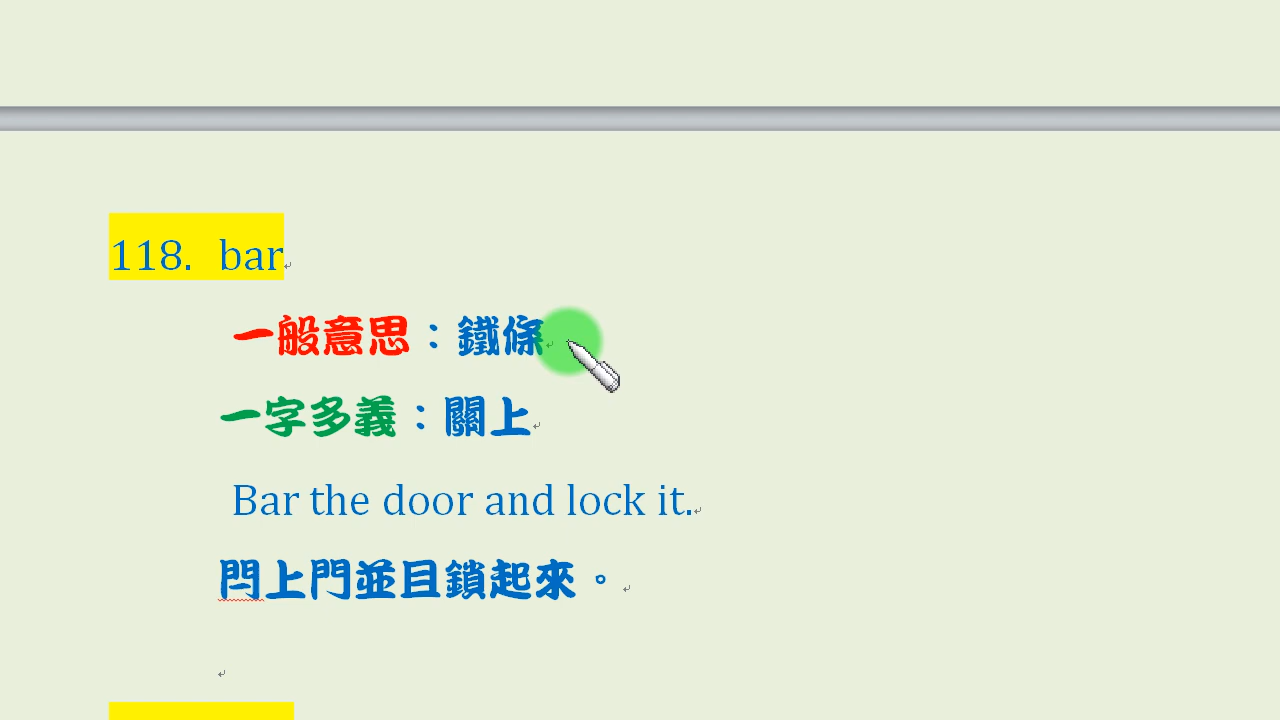 118. bar
一般意思：鐵條
一字多義：關上
Bar the door and lock it.
閂上門並且鎖起來。